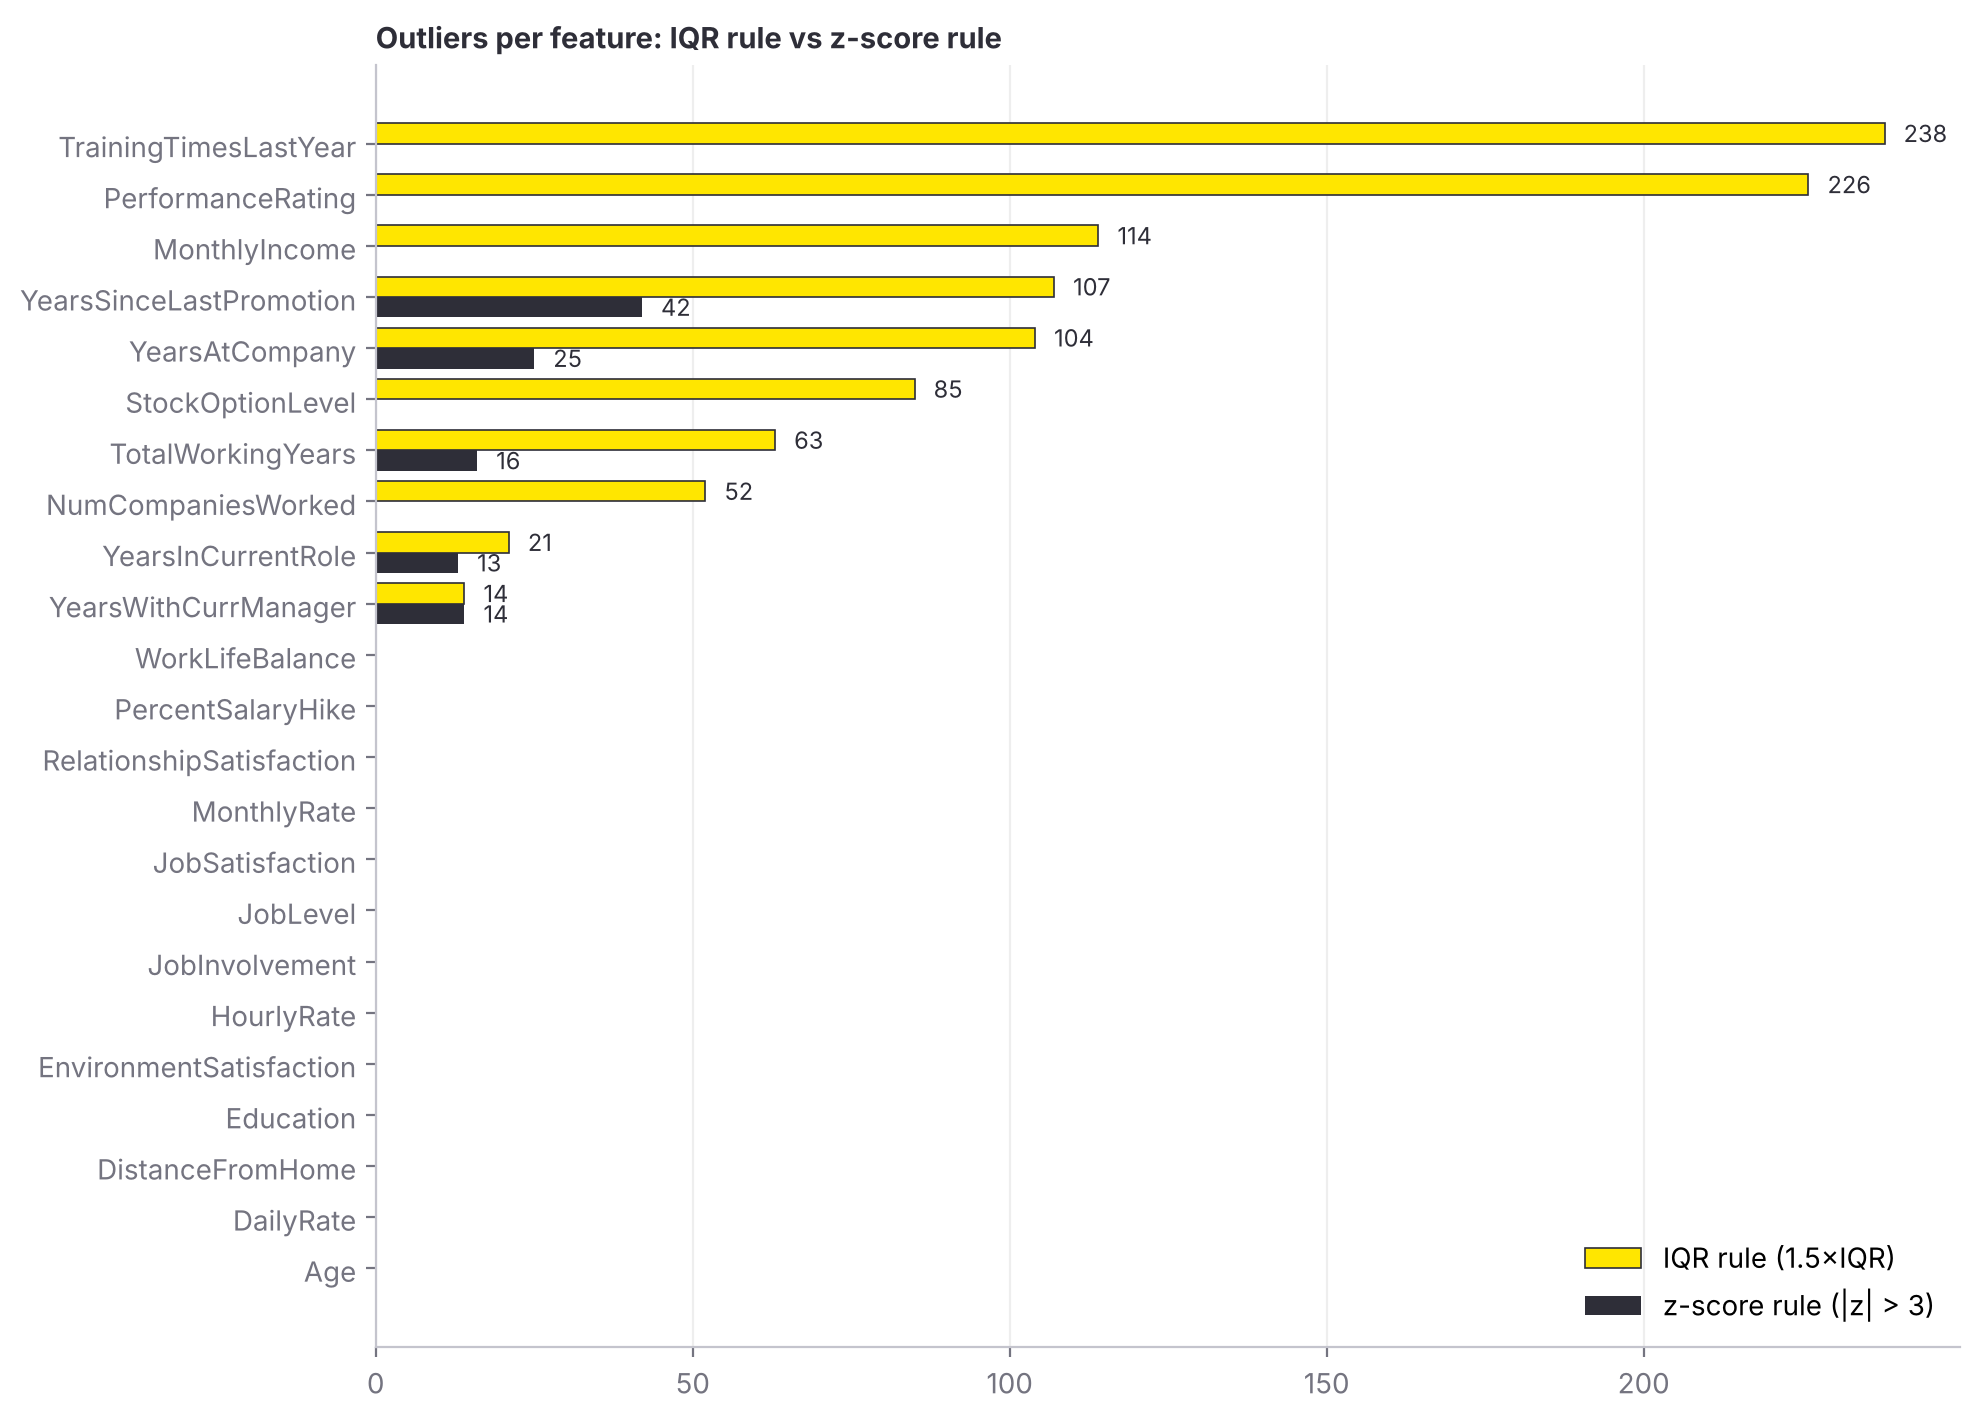 Outliers per feature: IQR rule vs z-score rule
TrainingTimesLastYear 238
PerformanceRating 226
MonthlyIncome 114
YearsSinceLastPromotion 107
42
YearsAtCompany 104
25
StockOptionLevel 85
TotalWorkingYears 63
16
NumCompaniesWorked 52
YearsInCurrentRole 21
13
YearsWithCurrManager 14
14
WorkLifeBalance
PercentSalaryHike
RelationshipSatisfaction
MonthlyRate
JobSatisfaction
JobLevel
JobInvolvement
HourlyRate
EnvironmentSatisfaction
Education
DistanceFromHome
DailyRate
Age
IQR rule (1.5×IQR)
z-score rule (|z| > 3)
0 50 100 150 200